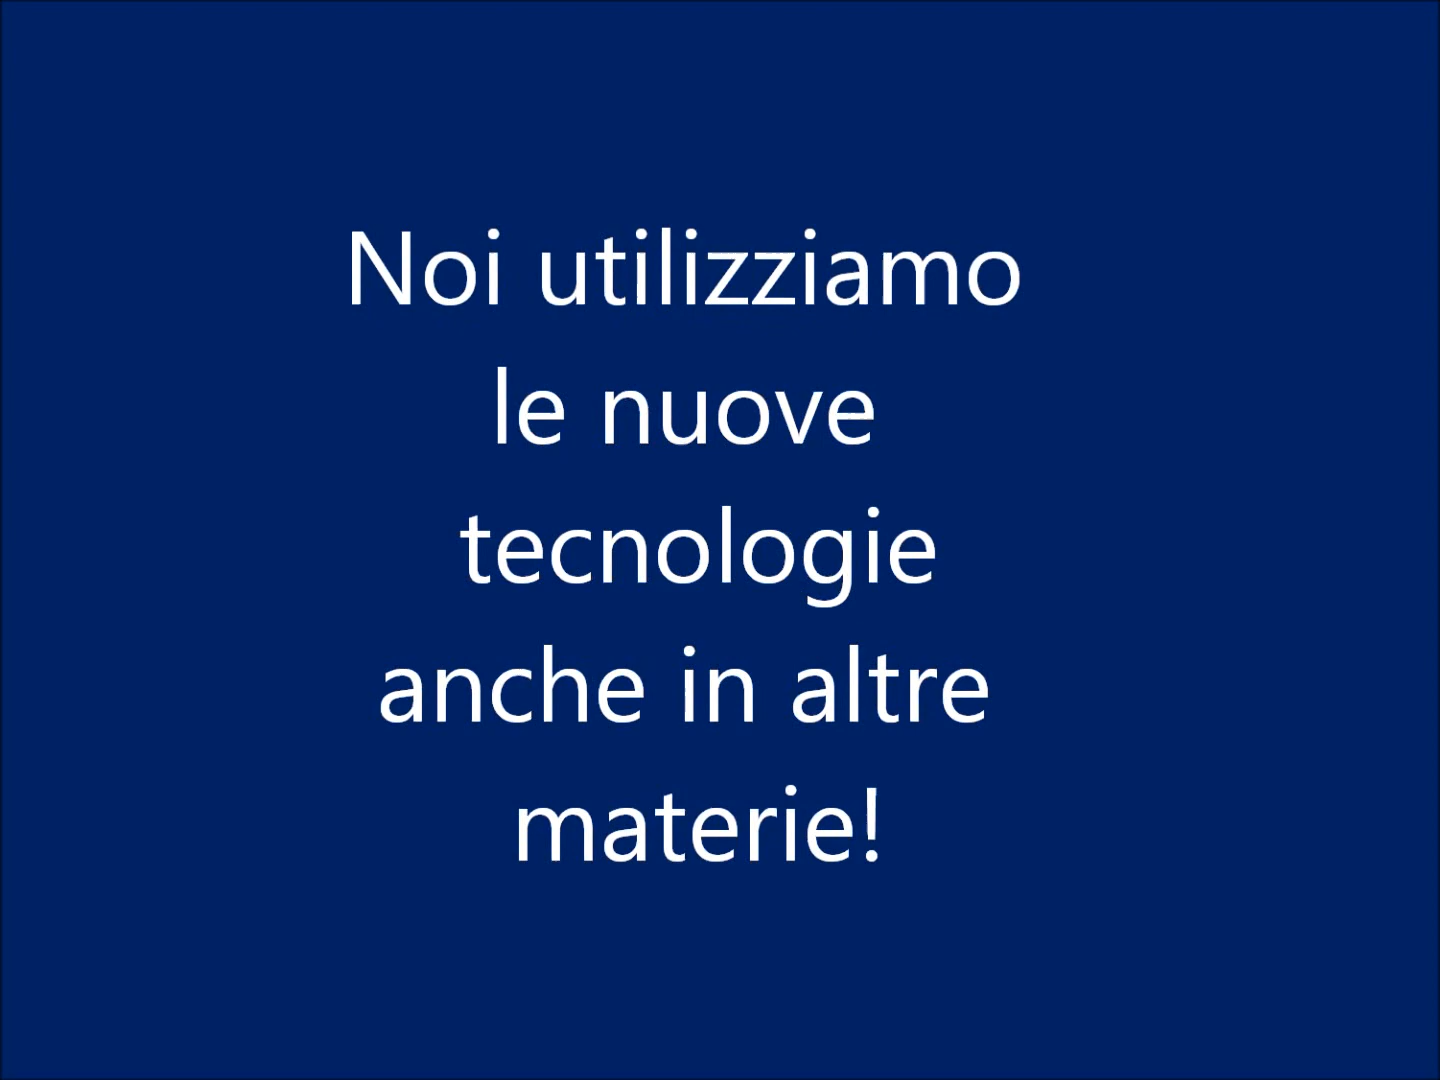 Noi utilizziamo
le nuove
tecnologie
anche in altre
materie!